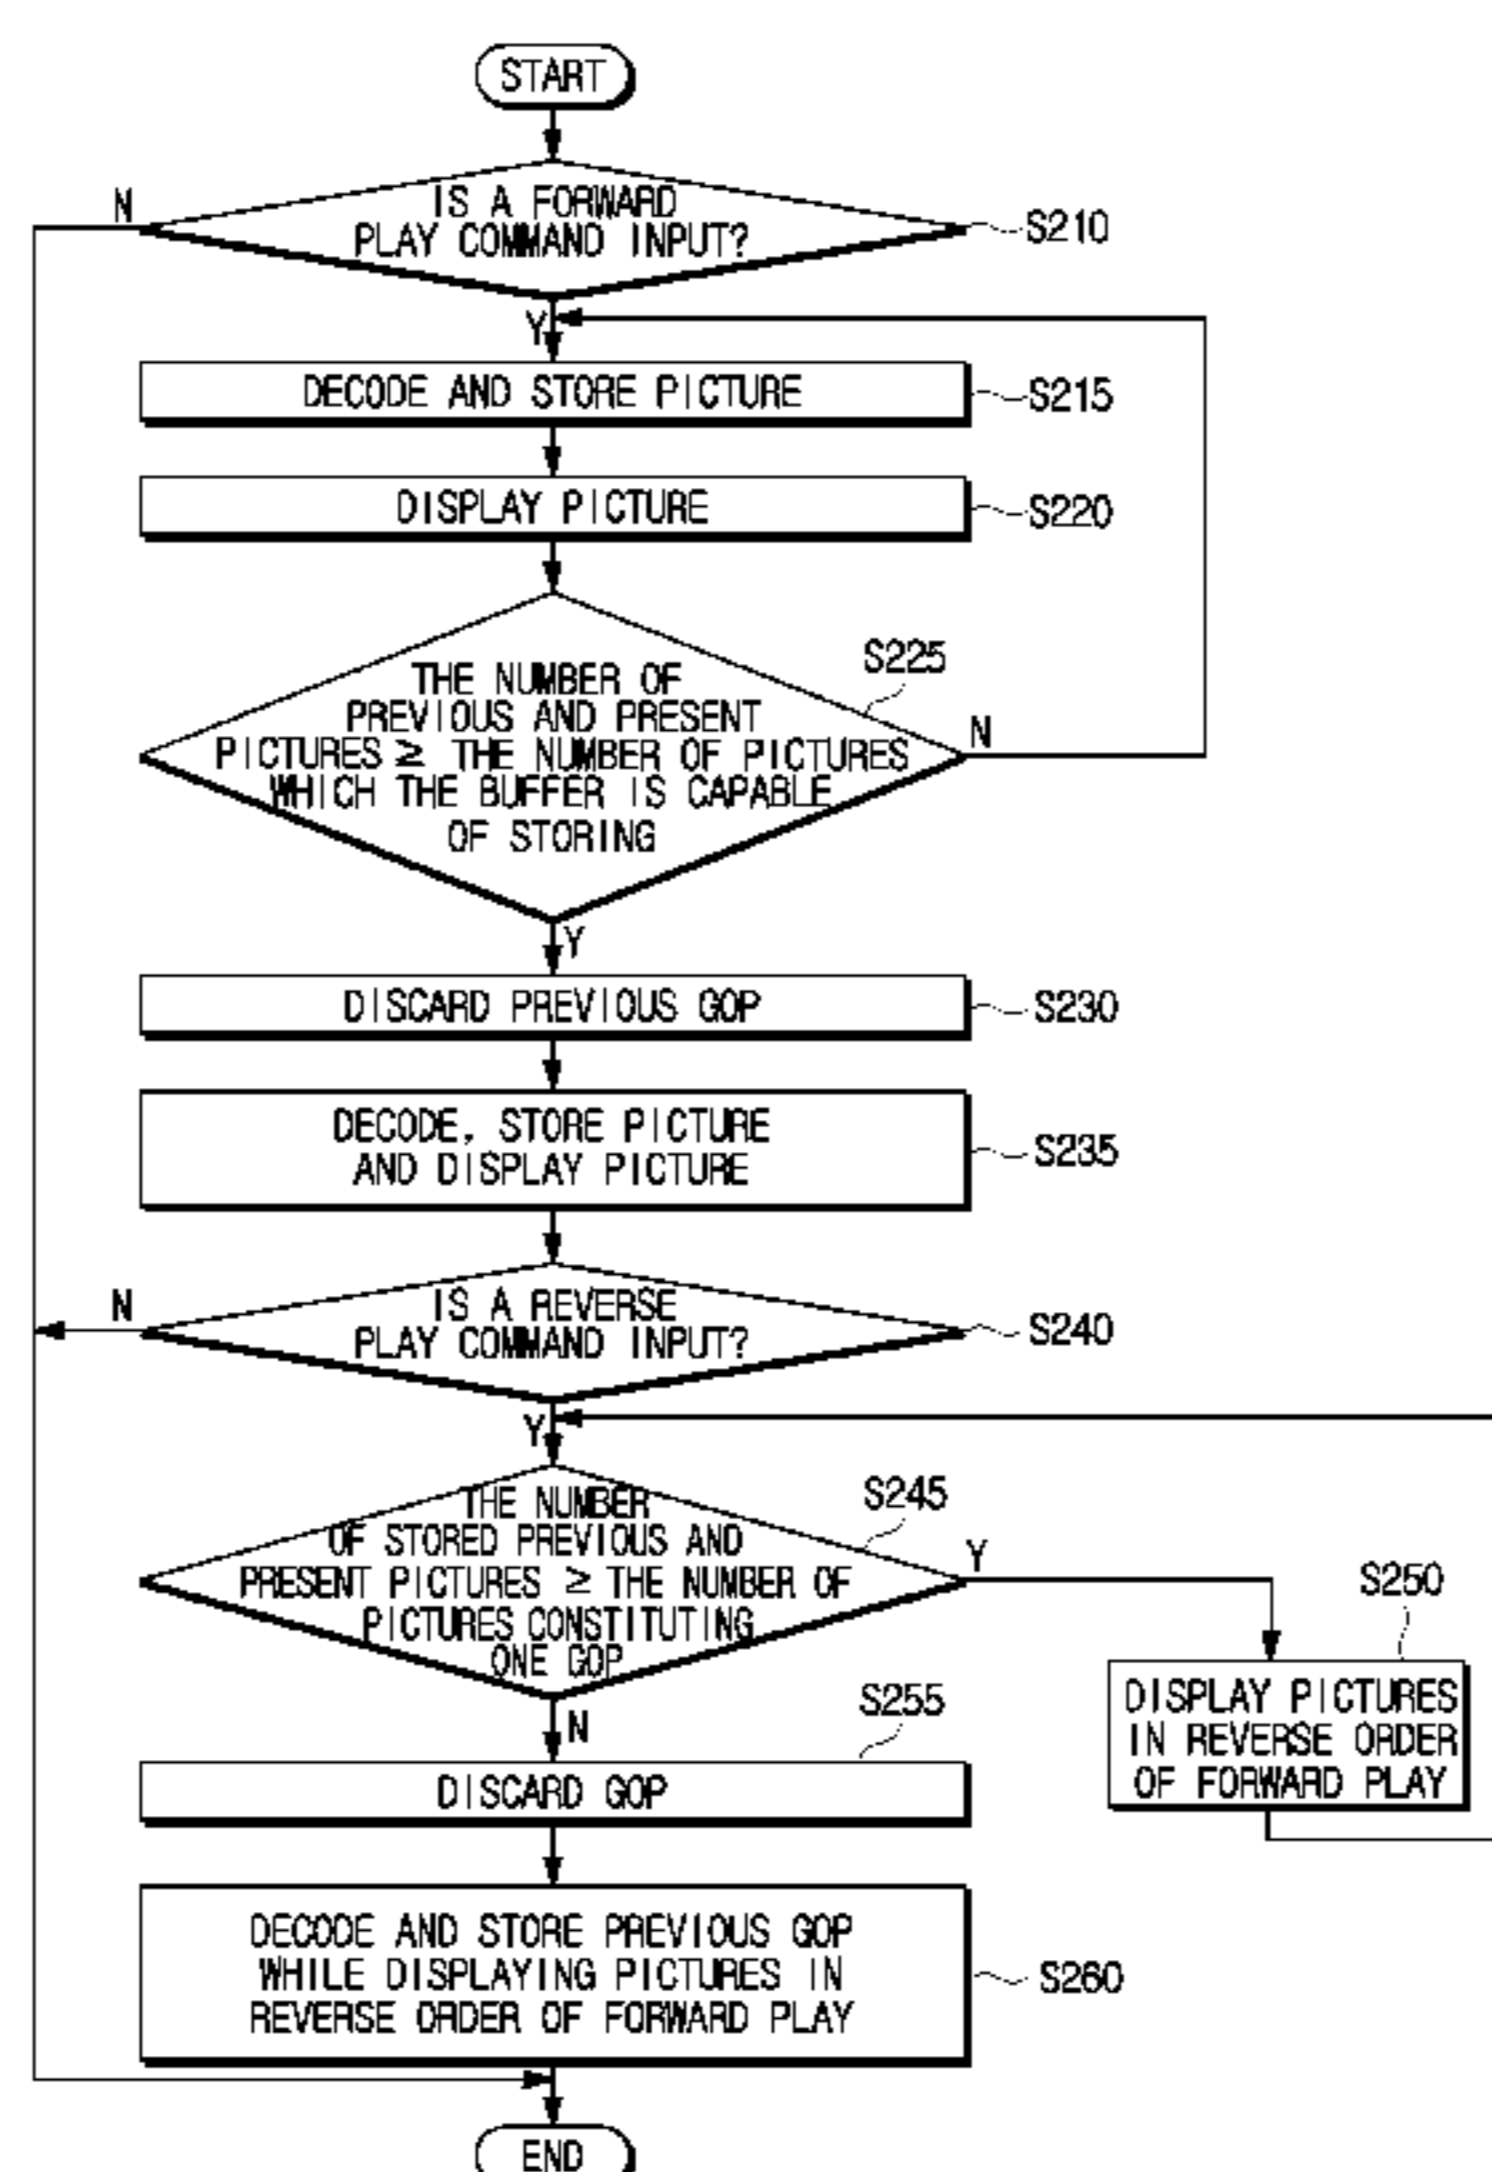 START
N
IS A FORWARD
PLAY COMMAND INPUT?
S210
Y
DECODE AND STORE PICTURE
S215
DISPLAY PICTURE
S220
S225
THE NUMBER OF
PREVIOUS AND PRESENT
PICTURES ≥ THE NUMBER OF PICTURES
WHICH THE BUFFER IS CAPABLE
OF STORING
N
Y
DISCARD PREVIOUS GOP
S230
DECODE, STORE PICTURE
AND DISPLAY PICTURE
S235
N
IS A REVERSE
PLAY COMMAND INPUT?
S240
Y
S245
THE NUMBER
OF STORED PREVIOUS AND
PRESENT PICTURES ≥ THE NUMBER OF
PICTURES CONSTITUTING
ONE GOP
Y
S250
DISPLAY PICTURES
IN REVERSE ORDER
OF FORWARD PLAY
N
S255
DISCARD GOP
DECODE AND STORE PREVIOUS GOP
WHILE DISPLAYING PICTURES IN
REVERSE ORDER OF FORWARD PLAY
S260
END